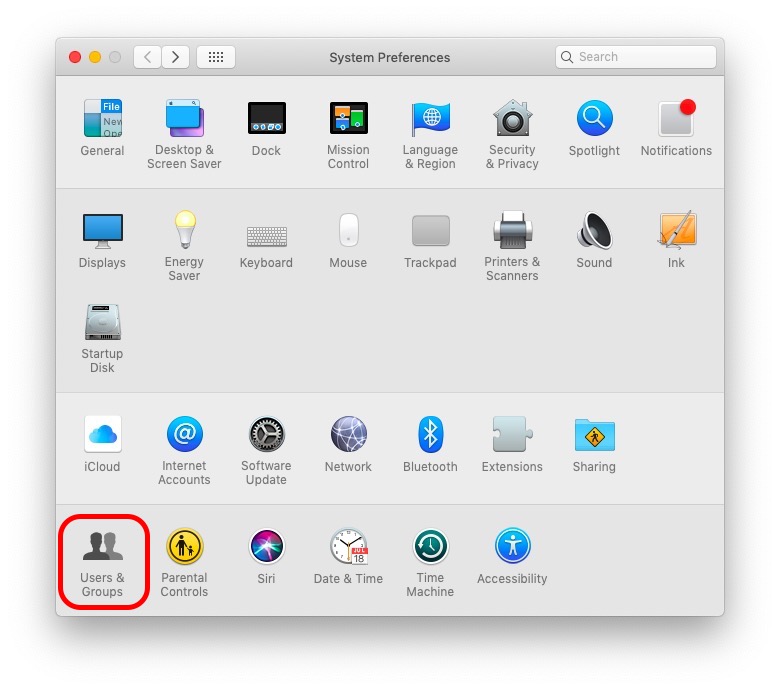 System Preferences
Search
File
New
Ope
General
Desktop &
Screen Saver
Dock
Mission
Control
Language
& Region
Security
& Privacy
Spotlight
Notifications
Displays
Energy
Saver
Keyboard
Mouse
Trackpad
Printers &
Scanners
Sound
Ink
Startup
Disk
iCloud
@
Internet
Accounts
Software
Update
Network
Bluetooth
Extensions
Sharing
Users &
Groups
Parental
Controls
Siri
JUL
18
Date & Time
Time
Machine
Accessibility